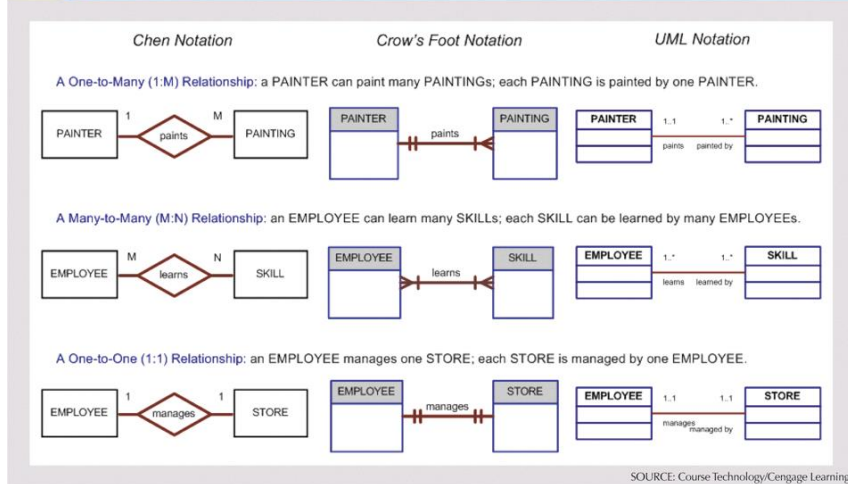 Chen Notation Crow's Foot Notation UML Notation
A One-to-Many (1:M) Relationship: a PAINTER can paint many PAINTINGs; each PAINTING is painted by one PAINTER.
PAINTER 1 paints M PAINTING
PAINTER paints PAINTING
PAINTER 1..1 1..* PAINTING
paints painted by
A Many-to-Many (M:N) Relationship: an EMPLOYEE can learn many SKILLs; each SKILL can be learned by many EMPLOYEEs.
EMPLOYEE M learns N SKILL
EMPLOYEE learns SKILL
EMPLOYEE 1..* 1..* SKILL
learns learned by
A One-to-One (1:1) Relationship: an EMPLOYEE manages one STORE; each STORE is managed by one EMPLOYEE.
EMPLOYEE 1 manages 1 STORE
EMPLOYEE manages STORE
EMPLOYEE 1..1 1..1 STORE
manages managed by
SOURCE: Course Technology/Cengage Learning